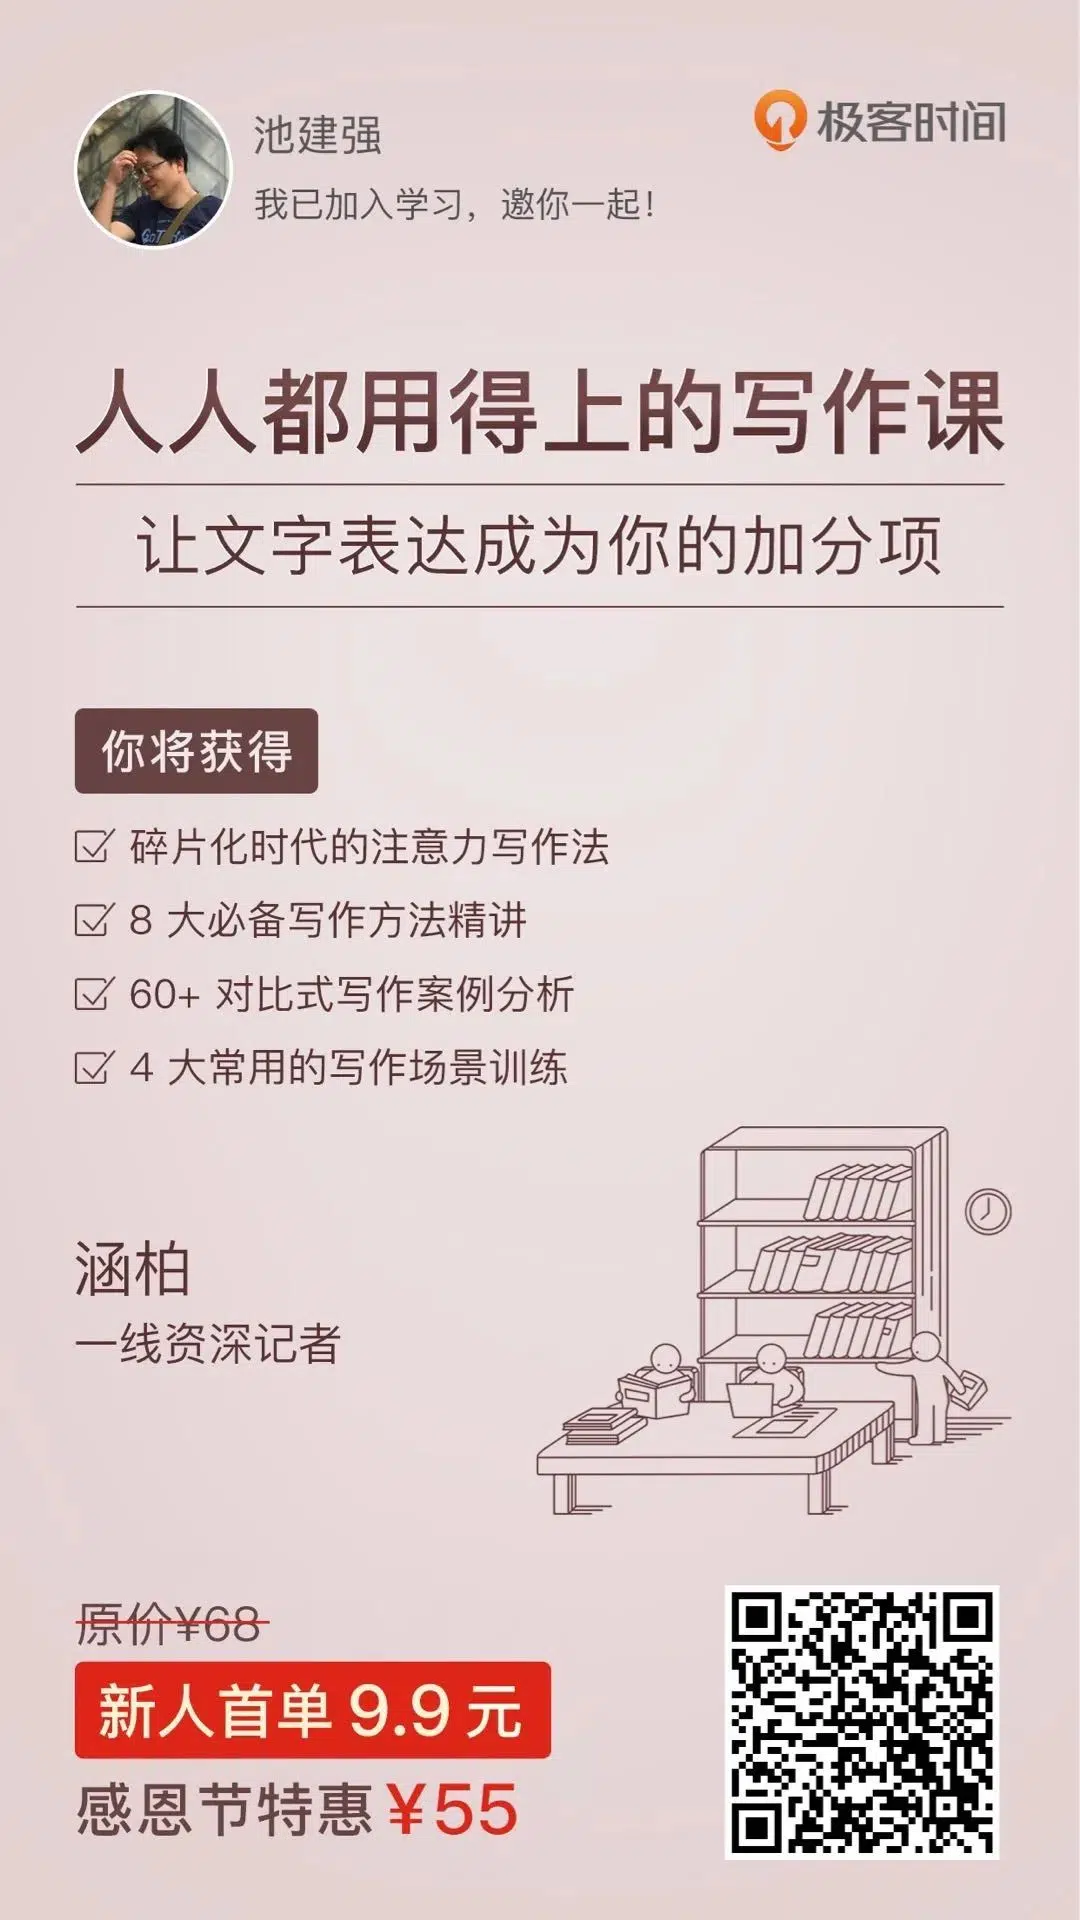 池建强
极客时间
我已加入学习，邀你一起！
人人都用得上的写作课
让文字表达成为你的加分项
你将获得
碎片化时代的注意力写作法
8 大必备写作方法精讲
60+ 对比式写作案例分析
4 大常用的写作场景训练
涵柏
一线资深记者
原价¥68
新人首单 9.9 元
感恩节特惠 ¥55